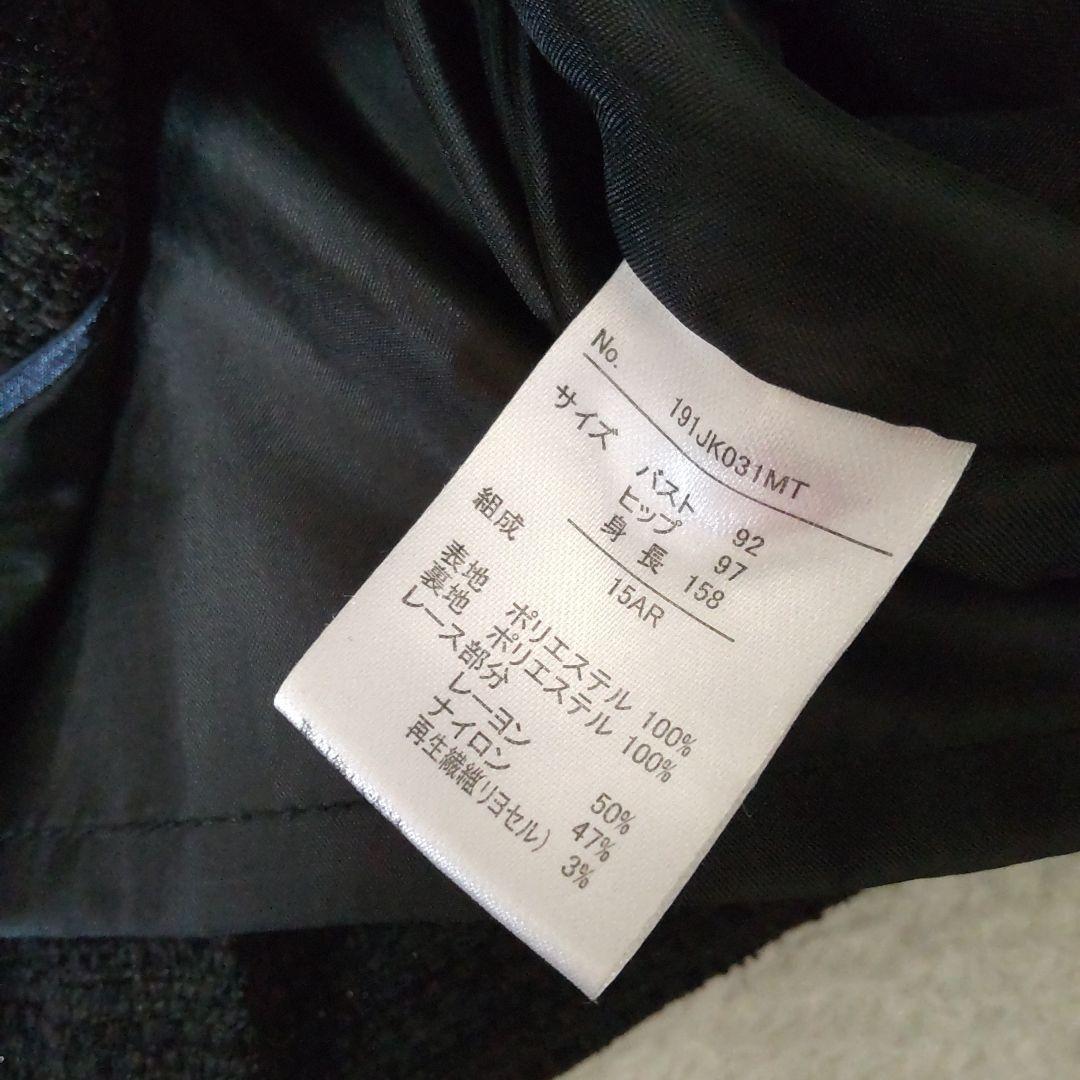 No. 191JK031MT
サイズ
バスト 92
ヒップ 97
身長 158
15AR
組成
表地 ポリエステル 100%
裏地 ポリエステル 100%
レース部分
レーヨン 50%
ナイロン 47%
再生繊維(リヨセル) 3%